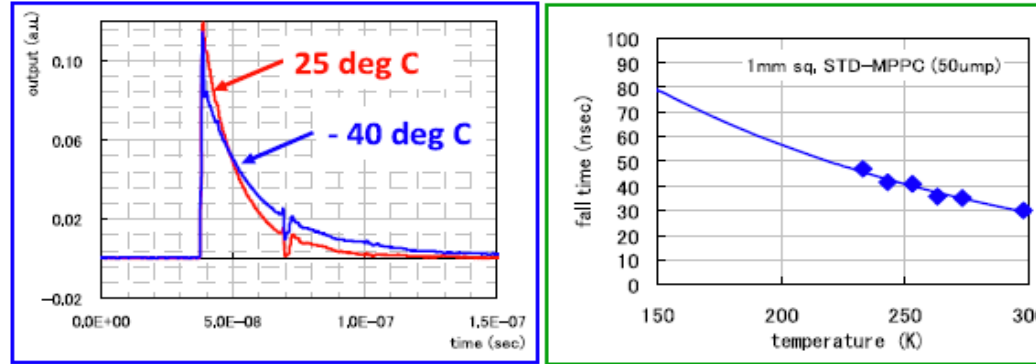 output (a.u.)
0.10
0.06
0.02
-0.02
25 deg C
- 40 deg C
0.0E+00 5.0E-08 1.0E-07 1.5E-07
time (sec)
fall time (nsec)
100
90
80
70
60
50
40
30
20
10
0
1mm sq, STD-MPPC (50ump)
150 200 250 300
temperature (K)